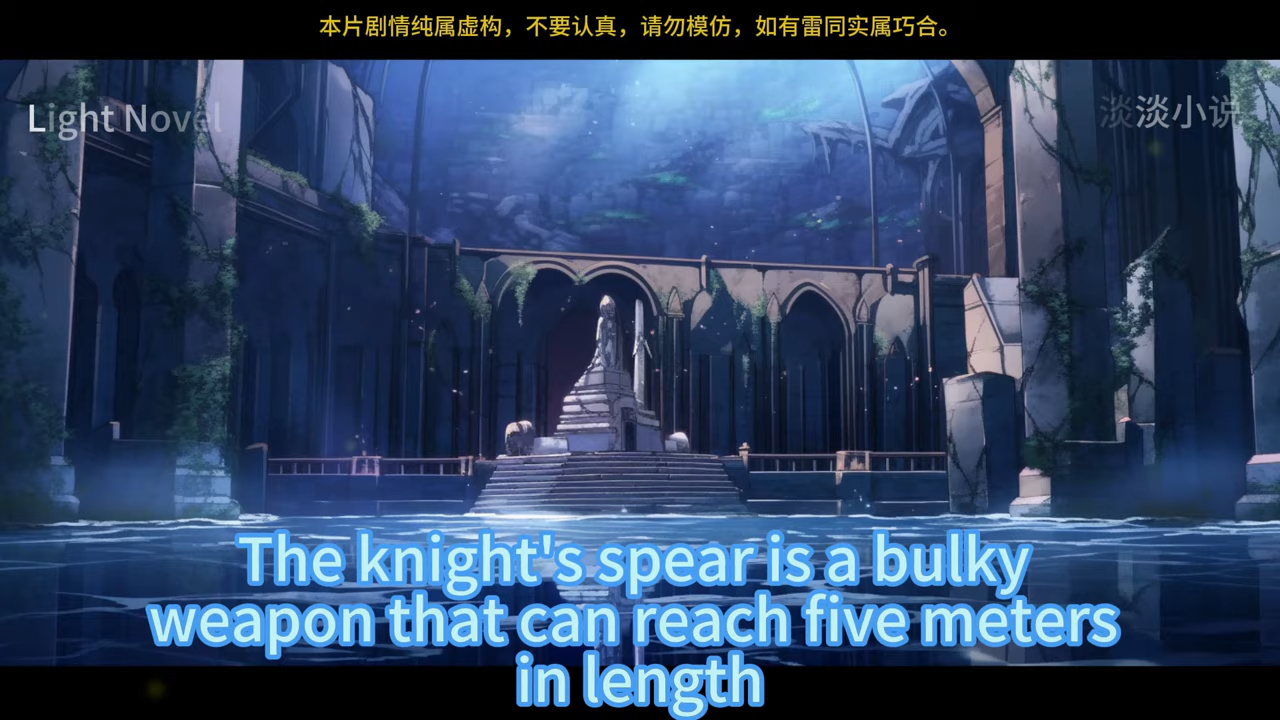 本片剧情纯属虚构，不要认真，请勿模仿，如有雷同实属巧合。
Light Novel
淡淡小说
The knight's spear is a bulky
weapon that can reach five meters
in length